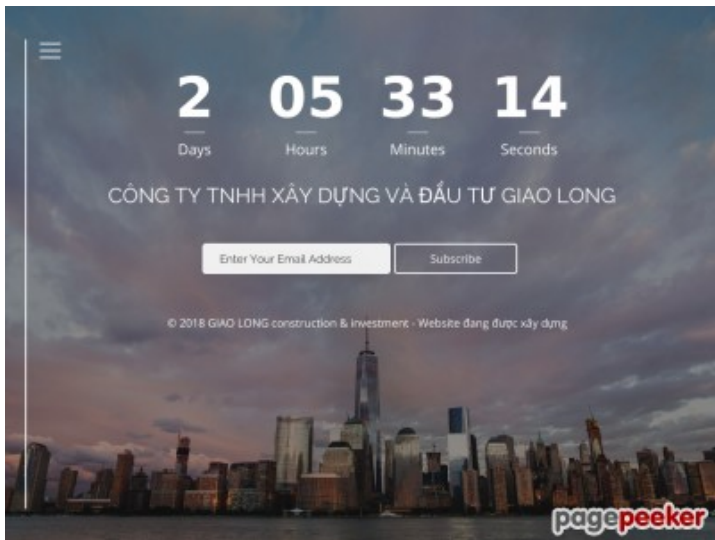 2 05 33 14
Days Hours Minutes Seconds
CÔNG TY TNHH XÂY DỰNG VÀ ĐẦU TƯ GIAO LONG
Enter Your Email Address Subscribe
© 2018 GIAO LONG construction & investment - Website đang được xây dựng
pagepeeker